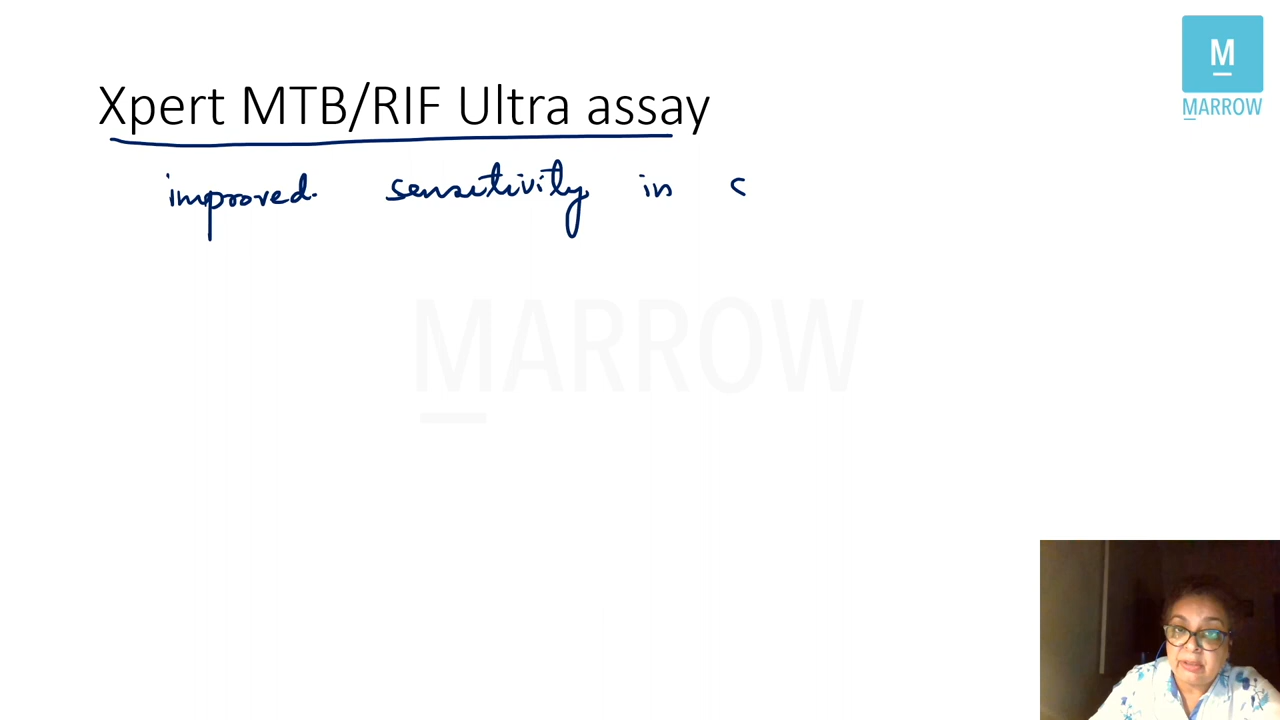 M
MARROW
Xpert MTB/RIF Ultra assay
improved. sensitivity in
MARROW